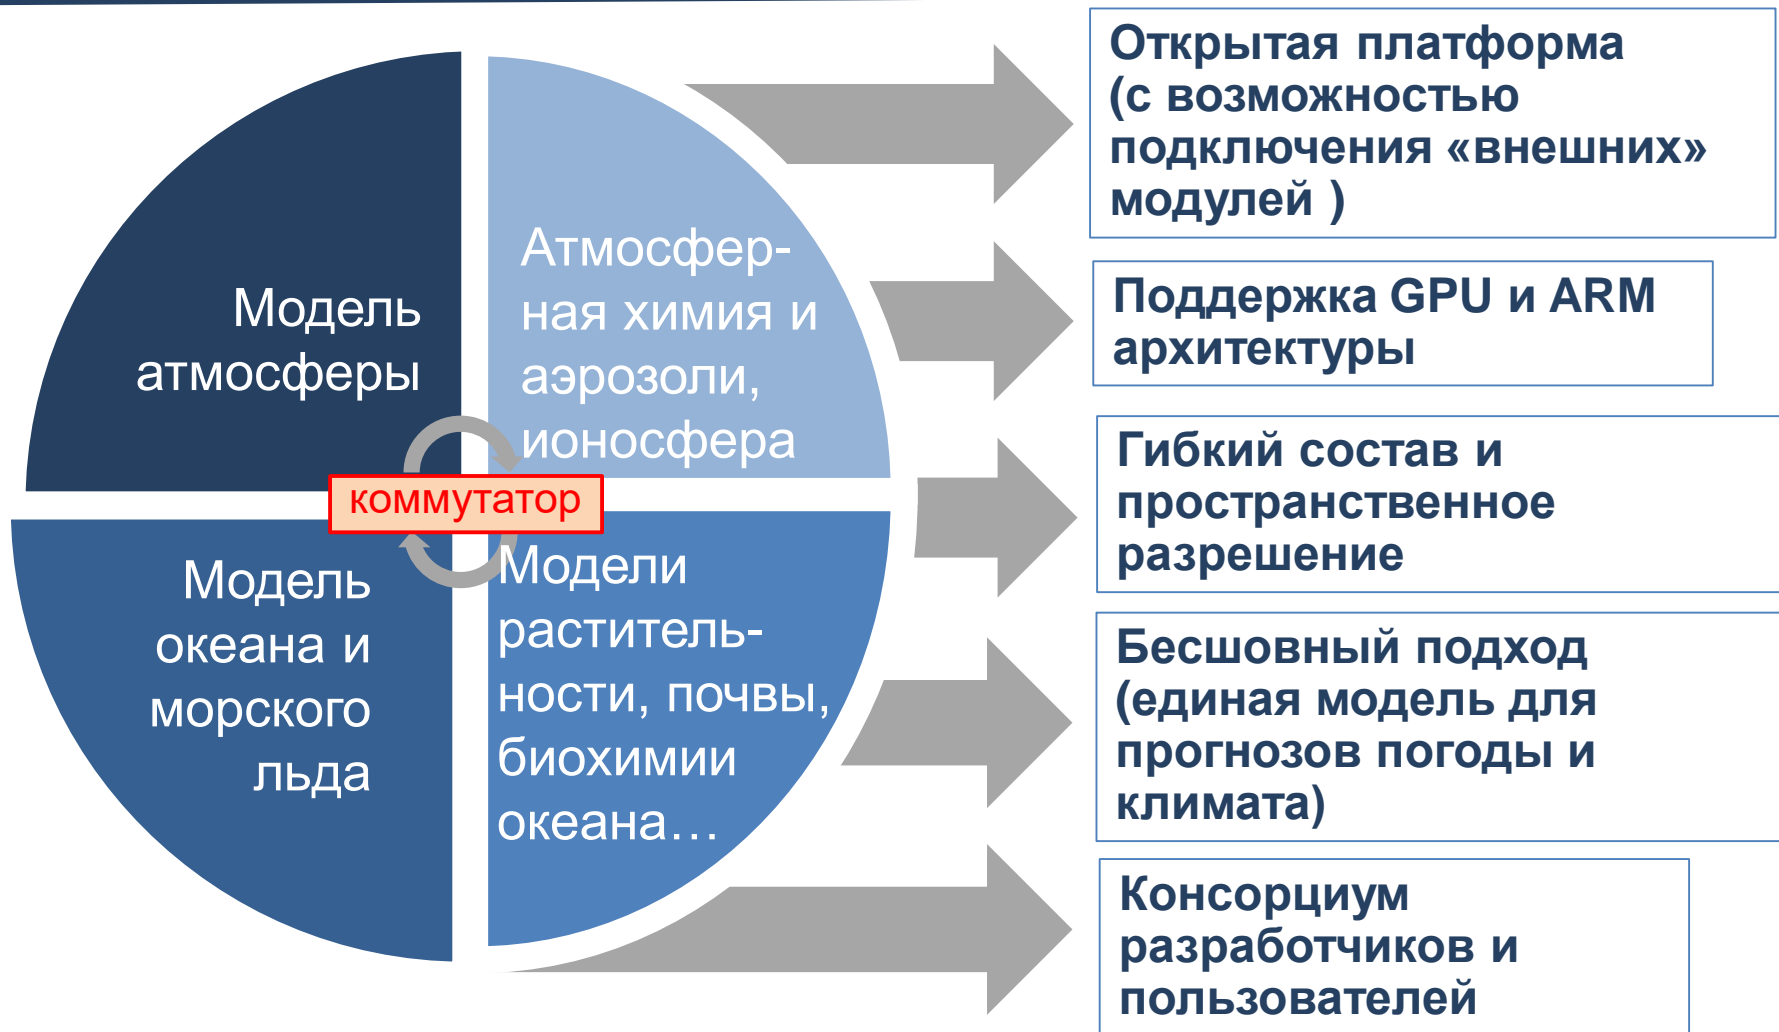 Модель
атмосферы
Атмосфер-
ная химия и
аэрозоли,
ионосфера
коммутатор
Модель
океана и
морского
льда
Модели
раститель-
ности, почвы,
биохимии
океана…
Открытая платформа
(с возможностью
подключения «внешних»
модулей )
Поддержка GPU и ARM
архитектуры
Гибкий состав и
пространственное
разрешение
Бесшовный подход
(единая модель для
прогнозов погоды и
климата)
Консорциум
разработчиков и
пользователей